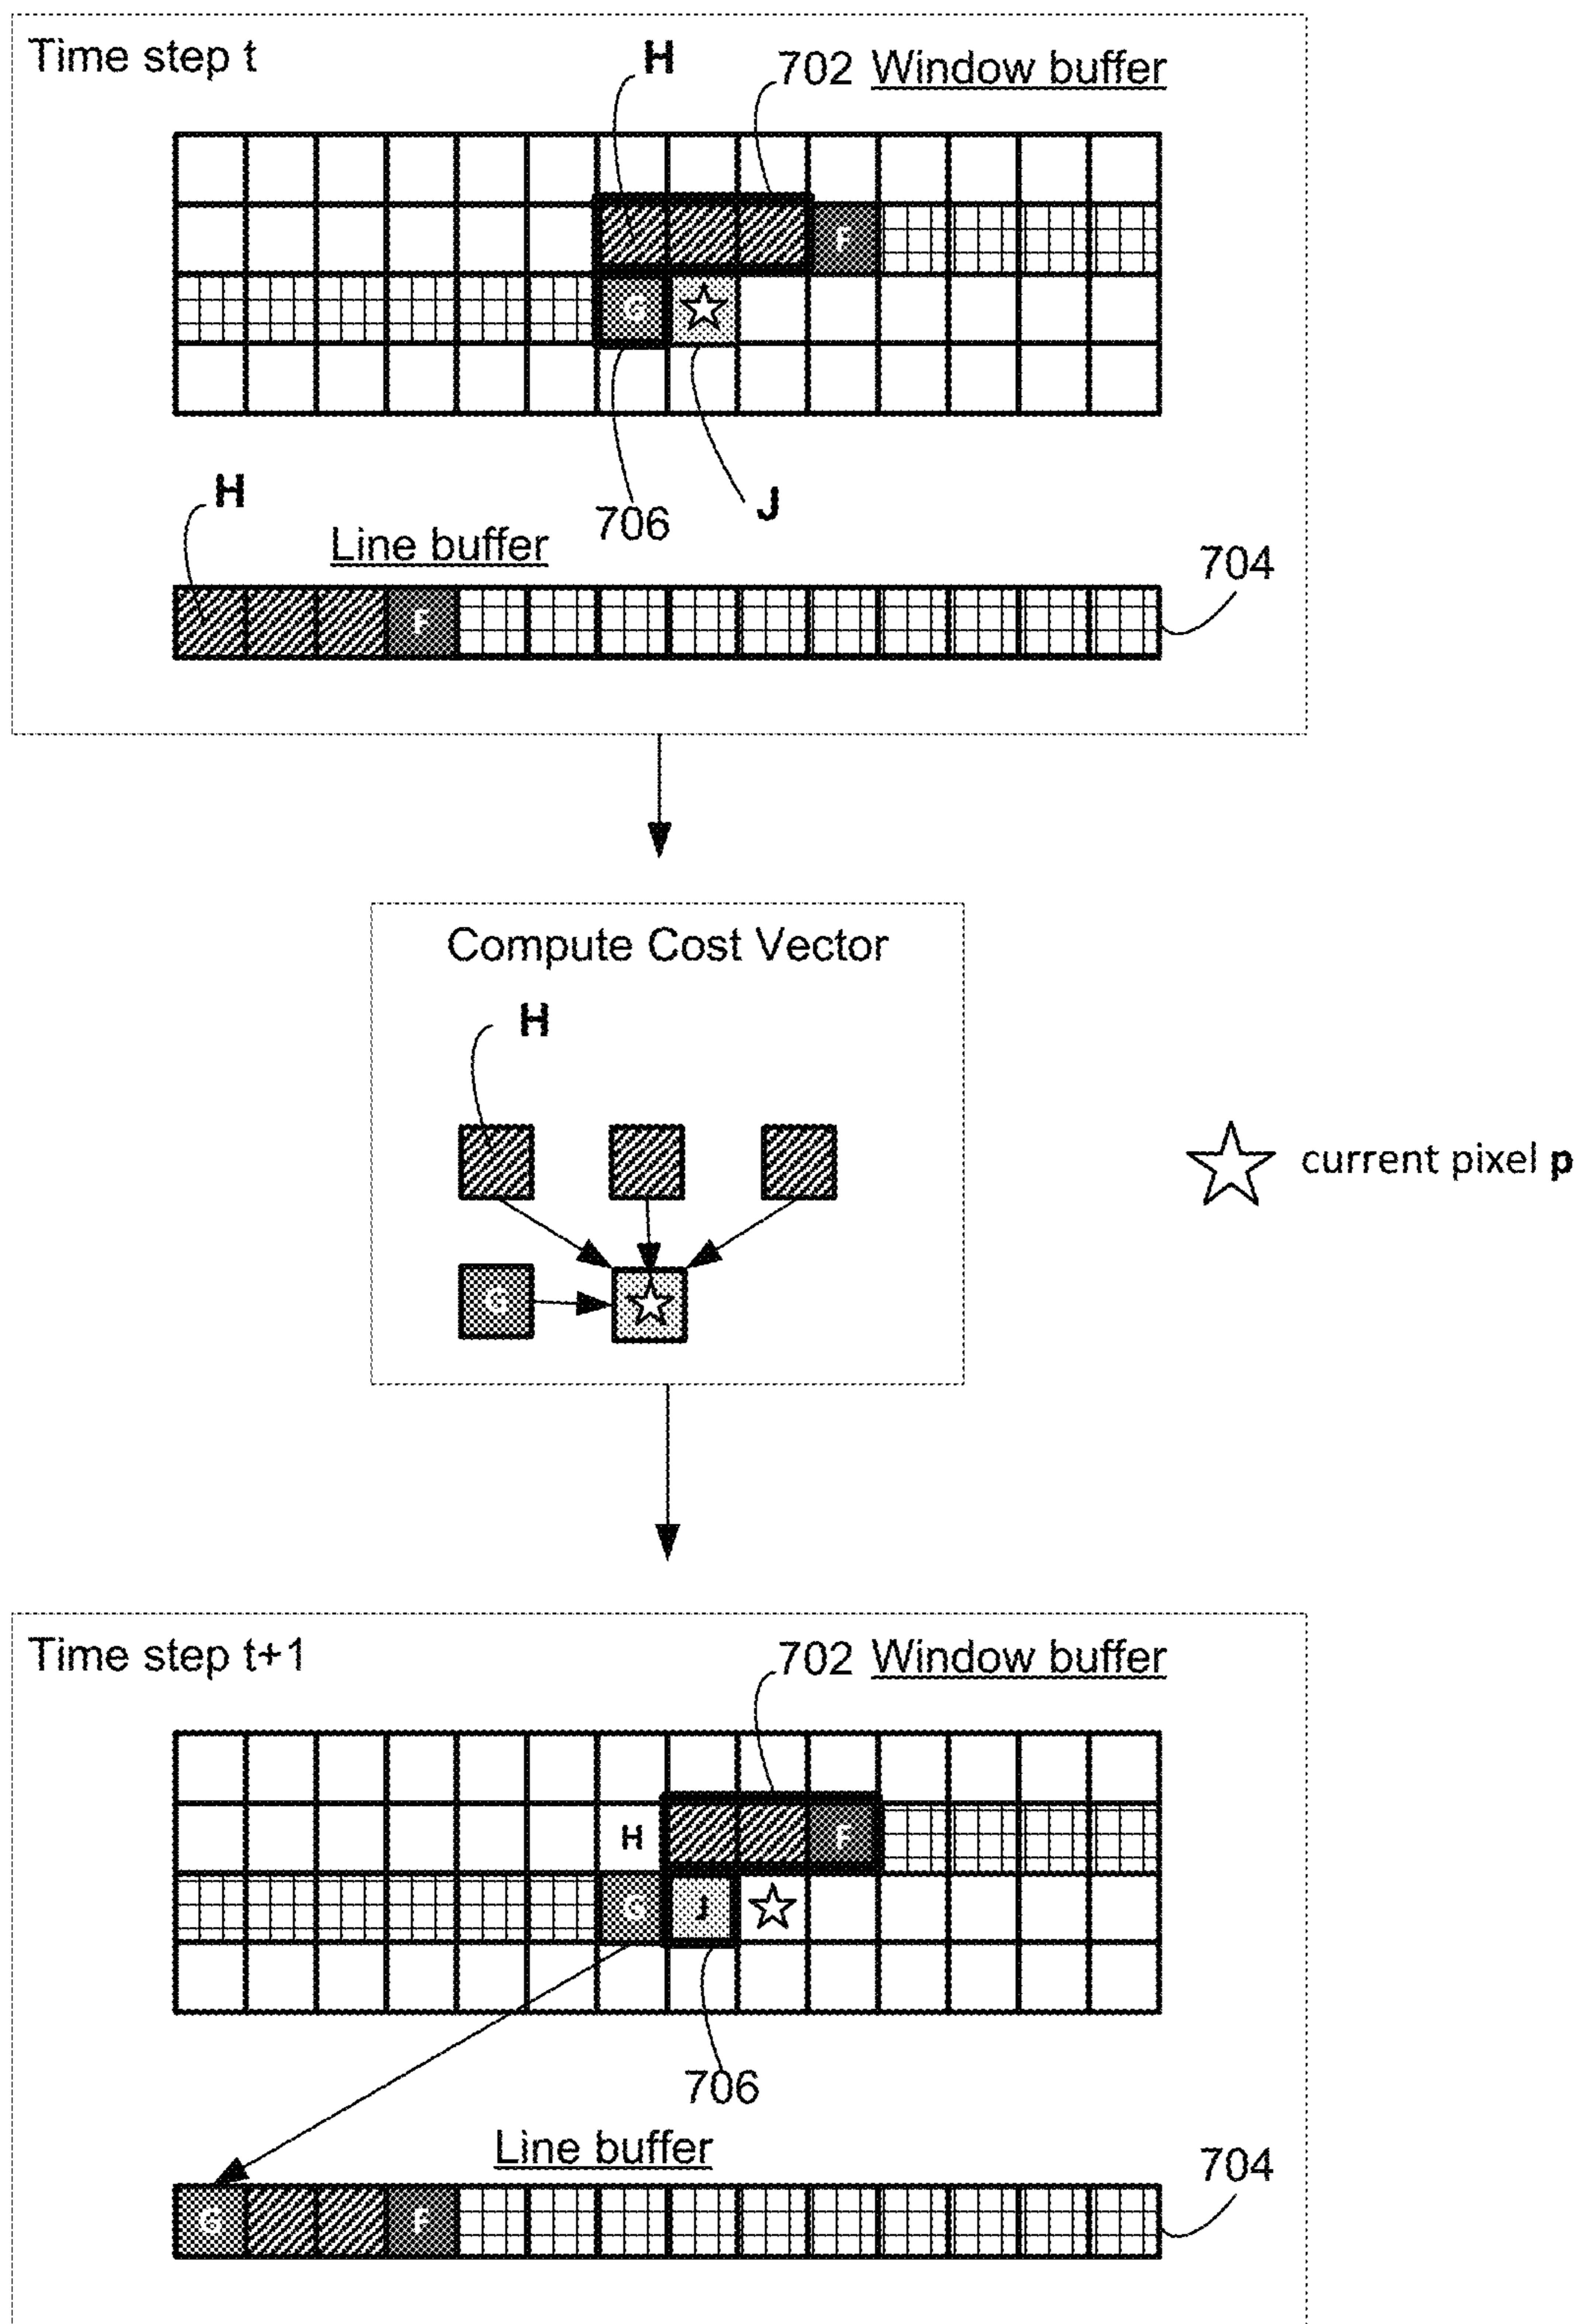 Time step t
H
702 Window buffer
F
G
706
J
H
Line buffer
704
F
Compute Cost Vector
H
G
current pixel p
Time step t+1
702 Window buffer
H
F
G
J
706
Line buffer
704
G
F